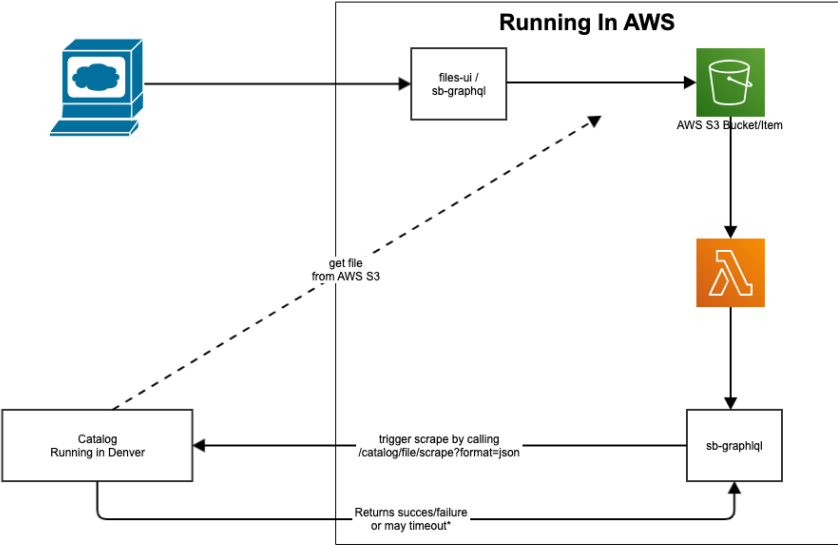 Running In AWS
files-ui /
sb-graphql
AWS S3 Bucket/Item
get file
from AWS S3
Catalog
Running in Denver
trigger scrape by calling
/catalog/file/scrape?format=json
sb-graphlql
Returns succes/failure
or may timeout*